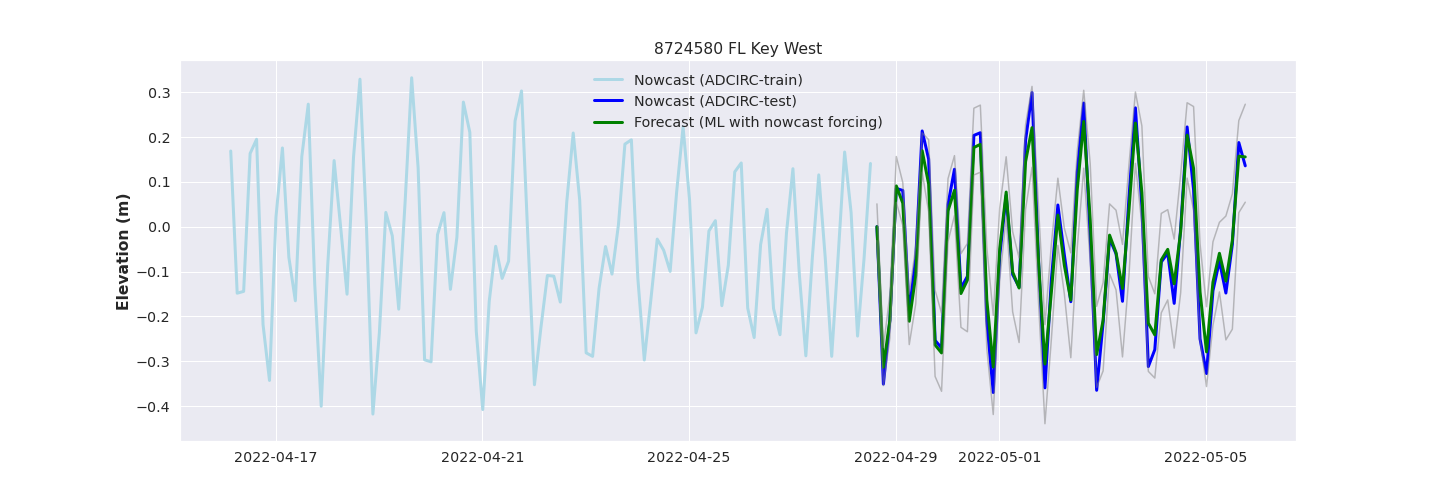 8724580 FL Key West
Nowcast (ADCIRC-train)
Nowcast (ADCIRC-test)
Forecast (ML with nowcast forcing)
Elevation (m)
0.3
0.2
0.1
0.0
−0.1
−0.2
−0.3
−0.4
2022-04-17
2022-04-21
2022-04-25
2022-04-29
2022-05-01
2022-05-05